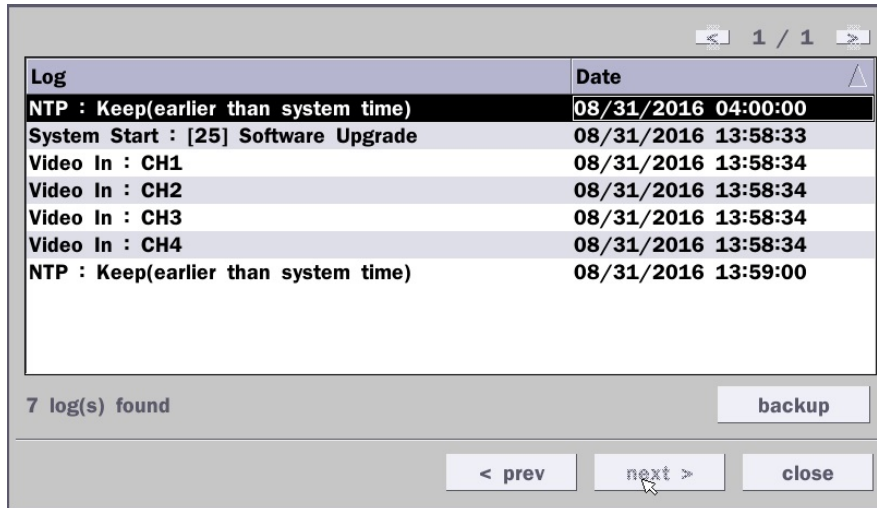 < 1 / 1 >
Log Date
NTP : Keep(earlier than system time) 08/31/2016 04:00:00
System Start : [25] Software Upgrade 08/31/2016 13:58:33
Video In : CH1 08/31/2016 13:58:34
Video In : CH2 08/31/2016 13:58:34
Video In : CH3 08/31/2016 13:58:34
Video In : CH4 08/31/2016 13:58:34
NTP : Keep(earlier than system time) 08/31/2016 13:59:00
7 log(s) found backup
< prev next > close